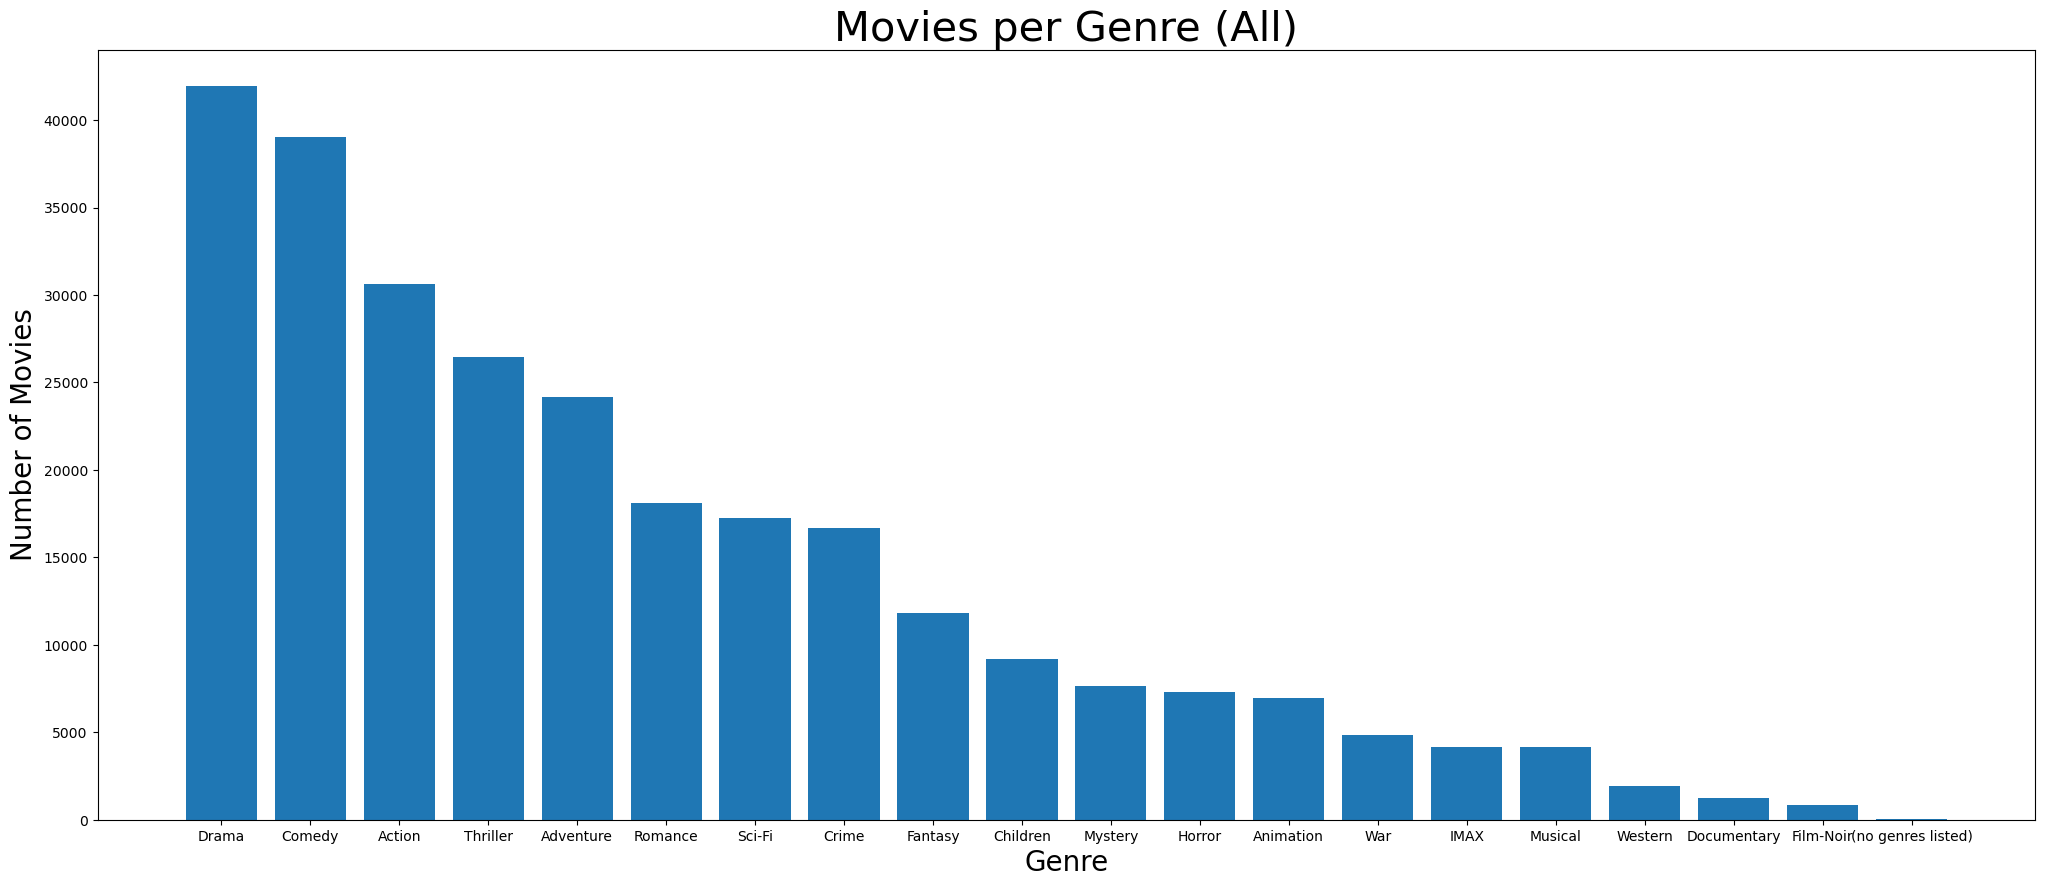 Movies per Genre (All)
Number of Movies
40000
35000
30000
25000
20000
15000
10000
5000
0
Drama Comedy Action Thriller Adventure Romance Sci-Fi Crime Fantasy Children Mystery Horror Animation War IMAX Musical Western Documentary Film-Noir (no genres listed)
Genre